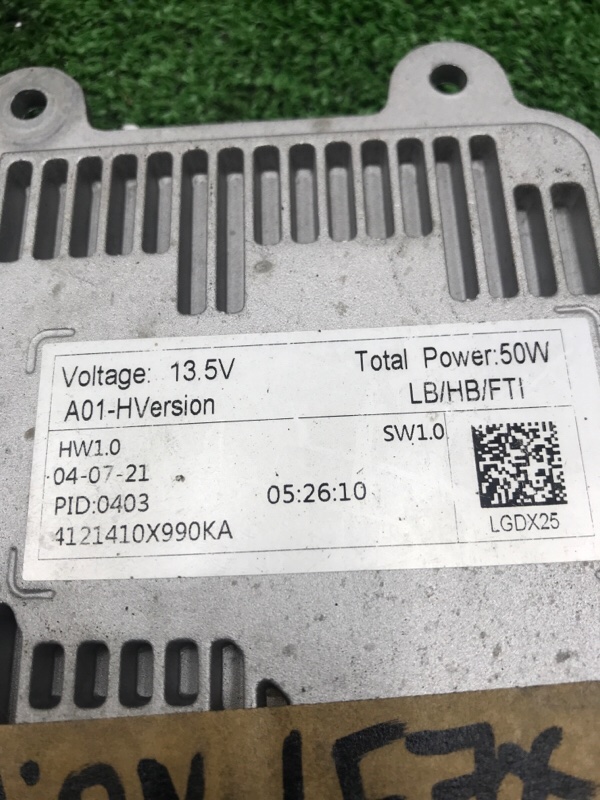 Voltage: 13.5V Total Power:50W
A01-HVersion LB/HB/FTI
HW1.0 SW1.0
04-07-21
PID:0403 05:26:10
4121410X990KA LGDX25